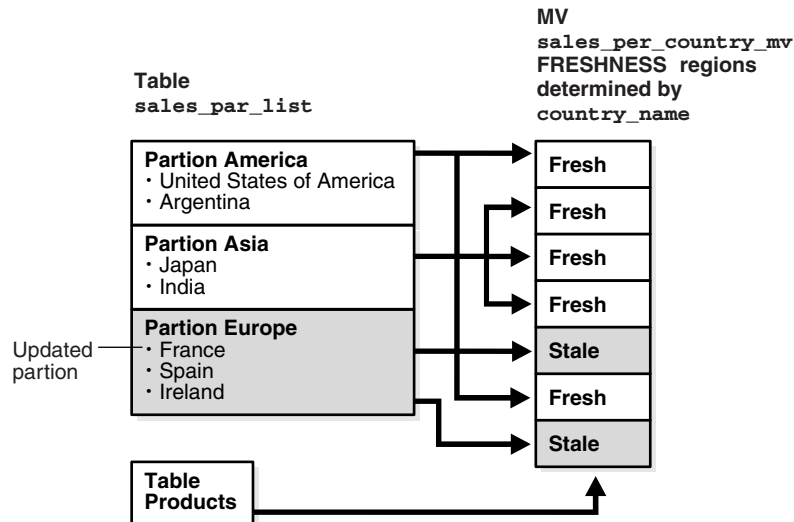 MV
sales_per_country_mv
FRESHNESS regions
determined by
country_name
Table
sales_par_list
Partion America
· United States of America
· Argentina
Partion Asia
· Japan
· India
Partion Europe
· France
· Spain
· Ireland
Updated
partion
Fresh
Fresh
Fresh
Fresh
Stale
Fresh
Stale
Table
Products